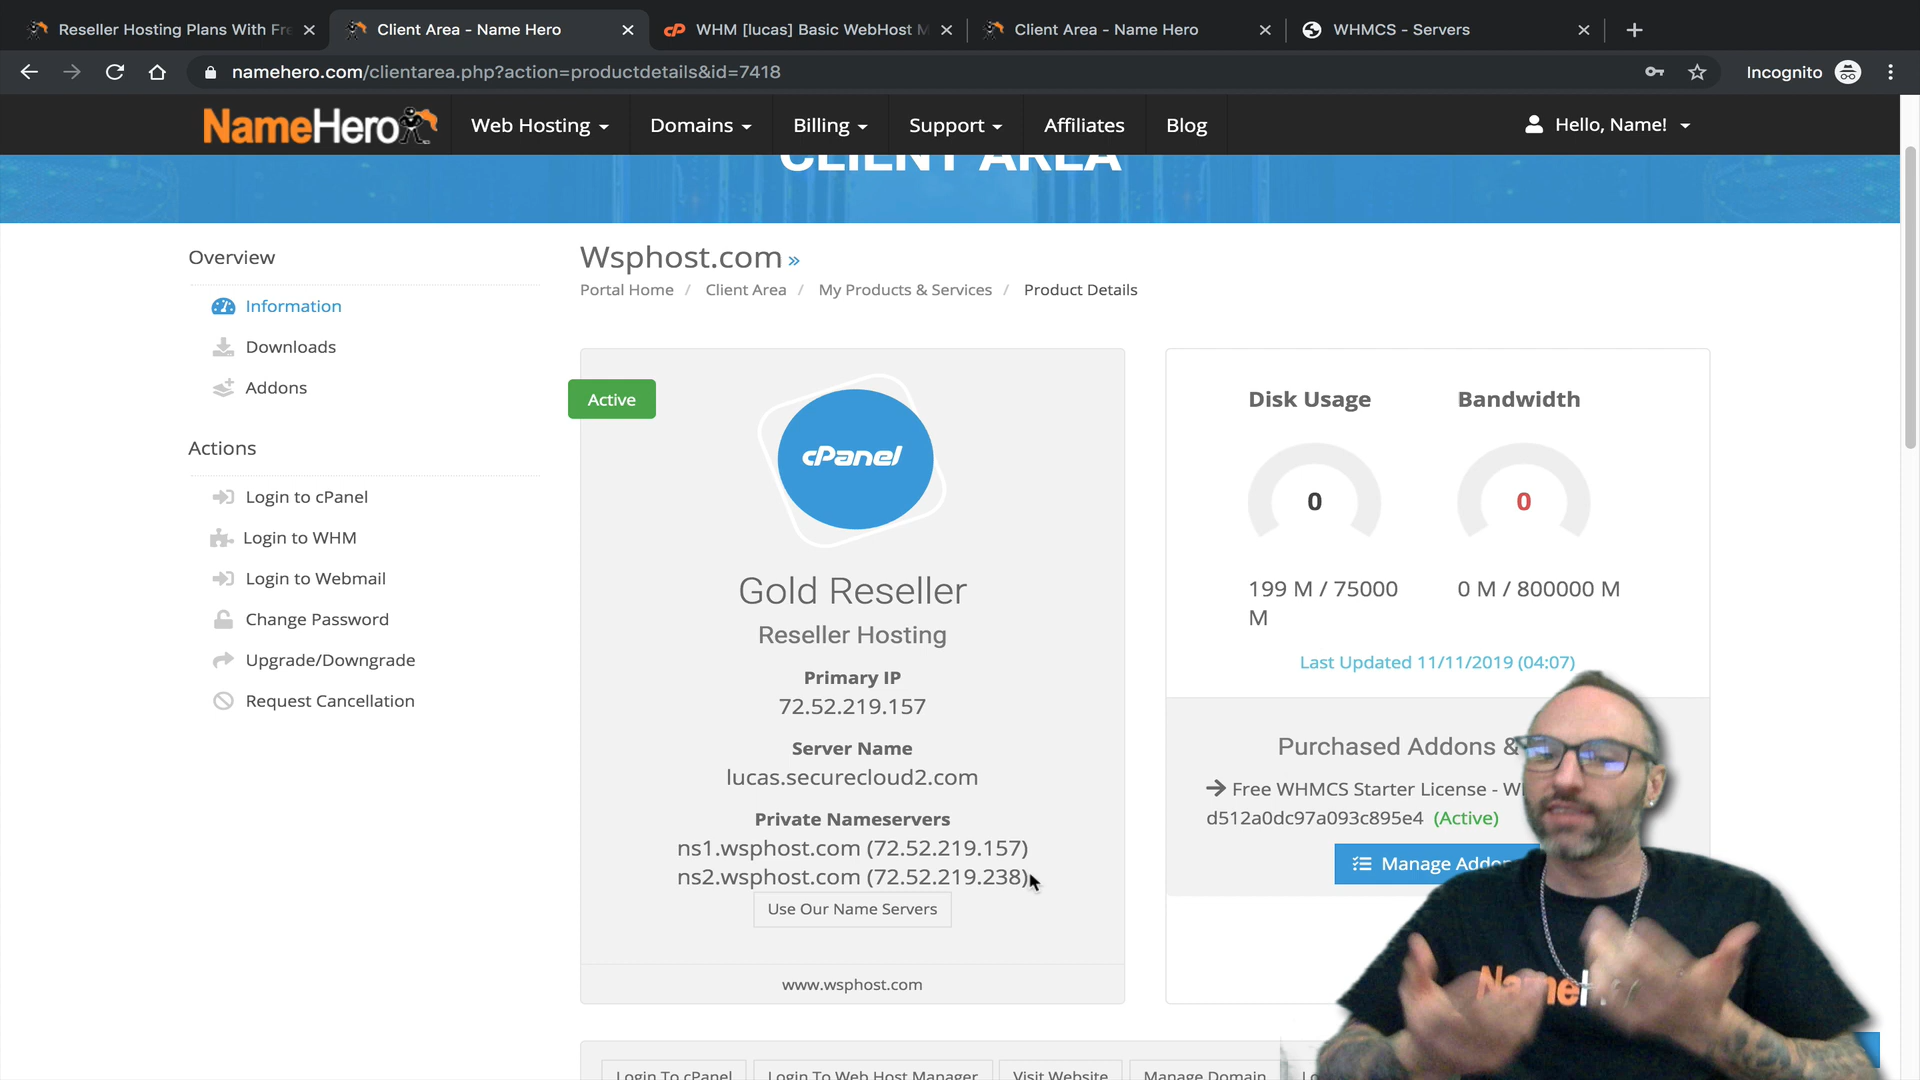 Reseller Hosting Plans With Fre
Client Area - Name Hero
WHM [lucas] Basic WebHost M
Client Area - Name Hero
WHMCS - Servers
namehero.com/clientarea.php?action=productdetails&id=7418
Incognito
NameHero
Web Hosting
Domains
Billing
Support
Affiliates
Blog
Hello, Name!
CLIENT AREA
Overview
Information
Downloads
Addons
Actions
Login to cPanel
Login to WHM
Login to Webmail
Change Password
Upgrade/Downgrade
Request Cancellation
Wsphost.com »
Portal Home / Client Area / My Products & Services / Product Details
Active
cPanel
Gold Reseller
Reseller Hosting
Primary IP
72.52.219.157
Server Name
lucas.securecloud2.com
Private Nameservers
ns1.wsphost.com (72.52.219.157)
ns2.wsphost.com (72.52.219.238)
Use Our Name Servers
www.wsphost.com
Disk Usage
Bandwidth
0
0
199 M / 75000
M
0 M / 800000 M
Last Updated 11/11/2019 (04:07)
Purchased Addons &
Free WHMCS Starter License -
d512a0dc97a093c895e4 (Active)
Manage Addon
Login To cPanel
Login To Web Host Manager
Visit Website
Manage Domain